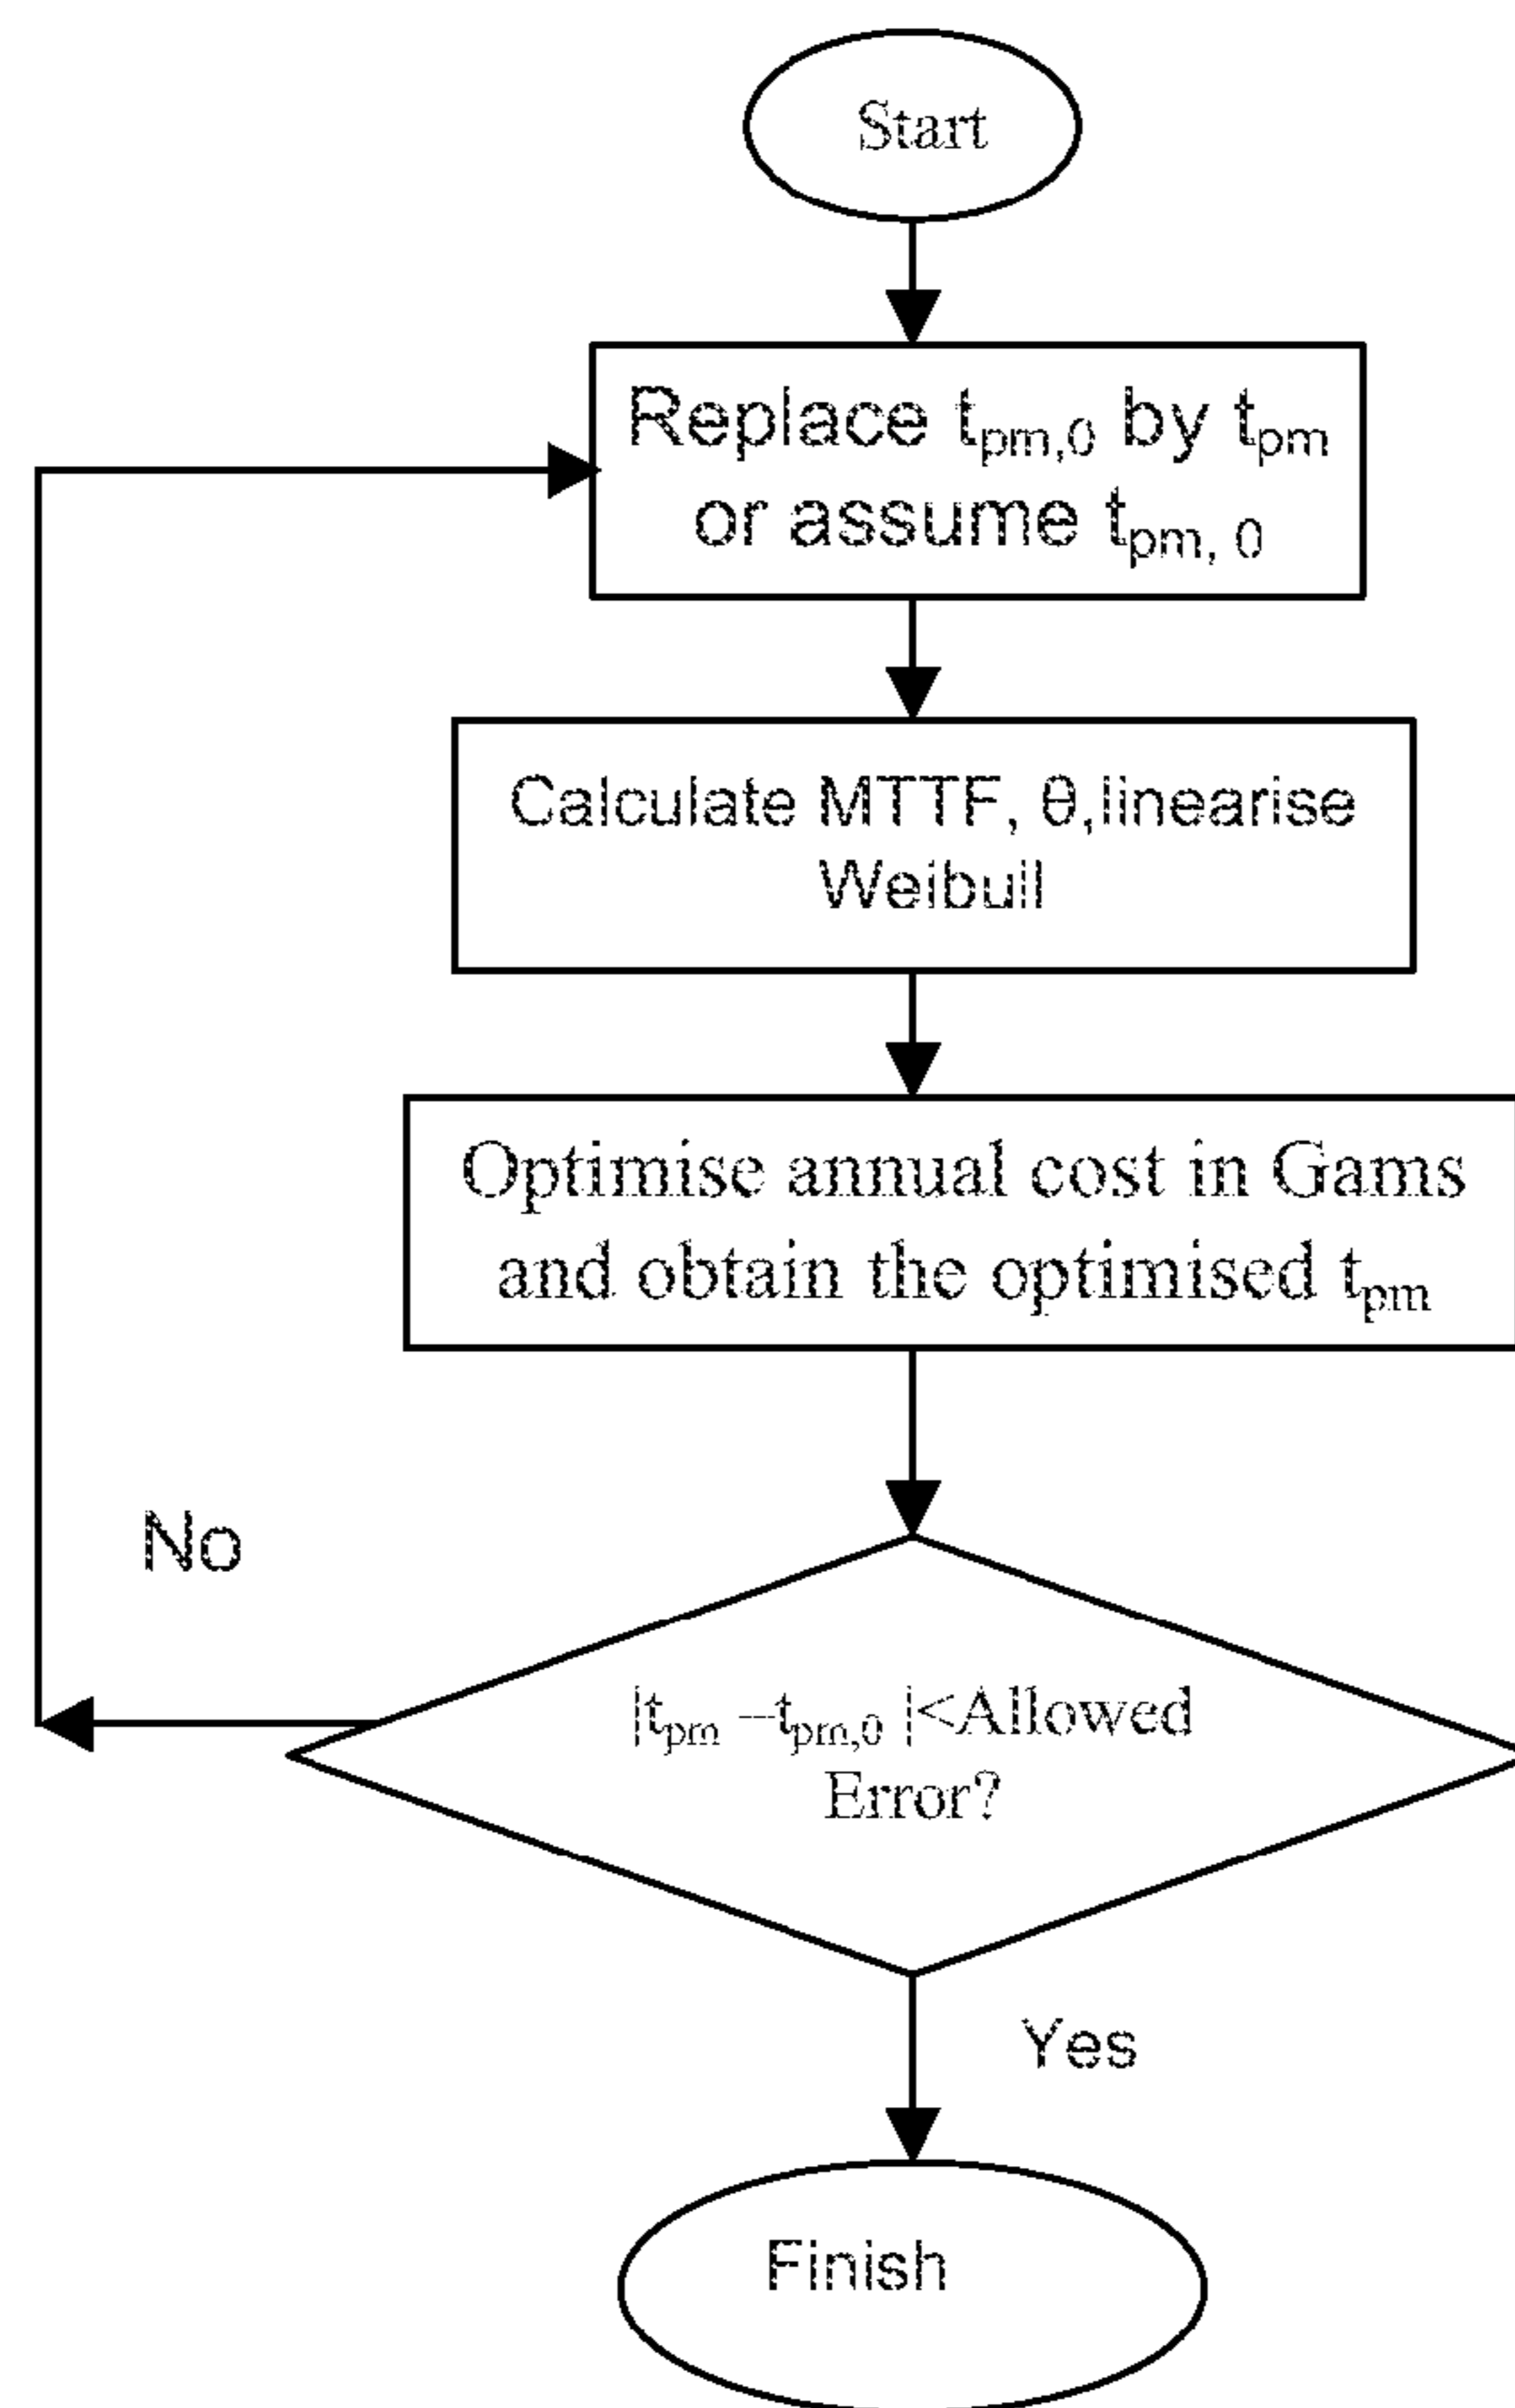 Start
Replace tpm,0 by tpm
or assume tpm, 0
Calculate MTTF, θ,linearise
Weibull
Optimise annual cost in Gams
and obtain the optimised tpm
No
|tpm –tpm,0 |<Allowed
Error?
Yes
Finish